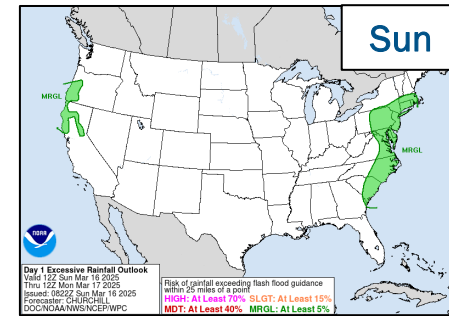 Sun
MRGL
MRGL
NOAA
Day 1 Excessive Rainfall Outlook
Valid 12Z Sun Mar 16 2025
Thru 12Z Mon Mar 17 2025
Issued: 0822Z Sun Mar 16 2025
Forecaster: CHURCHILL
DOC/NOAA/NWS/NCEP/WPC
Risk of rainfall exceeding flash flood guidance
within 25 miles of a point
HIGH: At Least 70% SLGT: At Least 15%
MDT: At Least 40% MRGL: At Least 5%